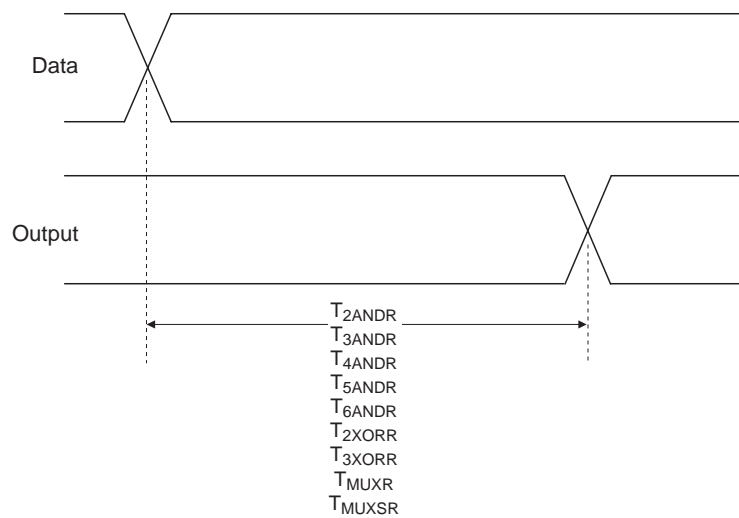 Data
Output
T2ANDR
T3ANDR
T4ANDR
T5ANDR
T6ANDR
T2XORR
T3XORR
TMUXR
TMUXSR